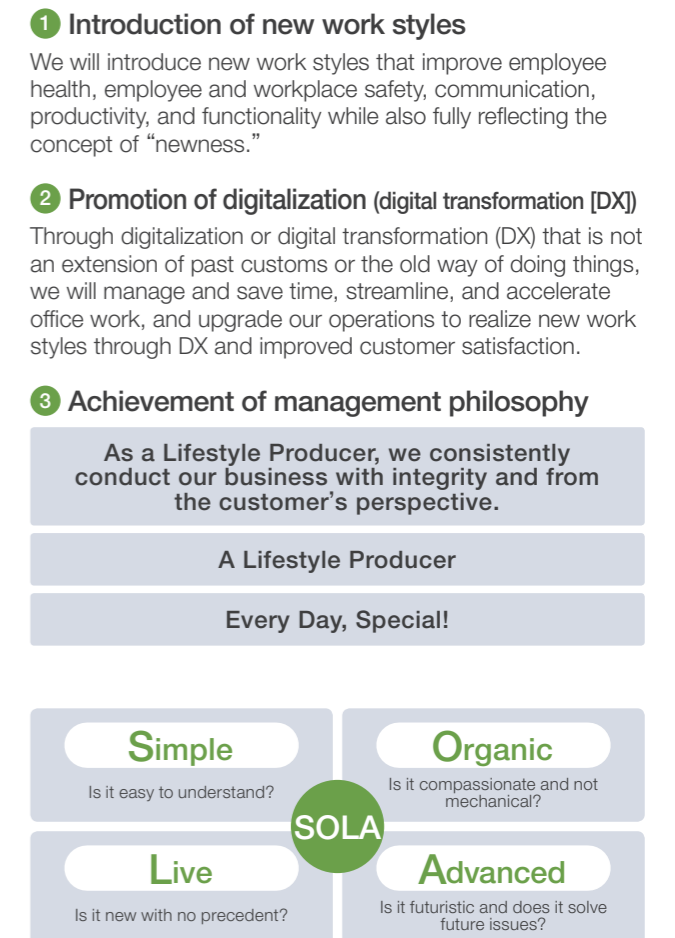 1 Introduction of new work styles
We will introduce new work styles that improve employee
health, employee and workplace safety, communication,
productivity, and functionality while also fully reflecting the
concept of “newness.”
2 Promotion of digitalization (digital transformation [DX])
Through digitalization or digital transformation (DX) that is not
an extension of past customs or the old way of doing things,
we will manage and save time, streamline, and accelerate
office work, and upgrade our operations to realize new work
styles through DX and improved customer satisfaction.
3 Achievement of management philosophy
As a Lifestyle Producer, we consistently
conduct our business with integrity and from
the customer’s perspective.
A Lifestyle Producer
Every Day, Special!
Simple
Is it easy to understand?
Organic
Is it compassionate and not
mechanical?
SOLA
Live
Is it new with no precedent?
Advanced
Is it futuristic and does it solve
future issues?